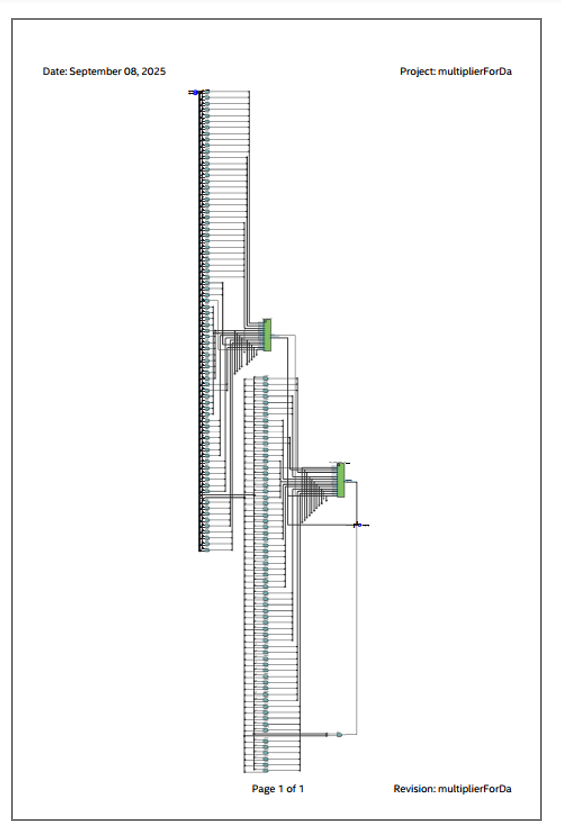 Date: September 08, 2025
Project: multiplierForDa
Page 1 of 1
Revision: multiplierForDa